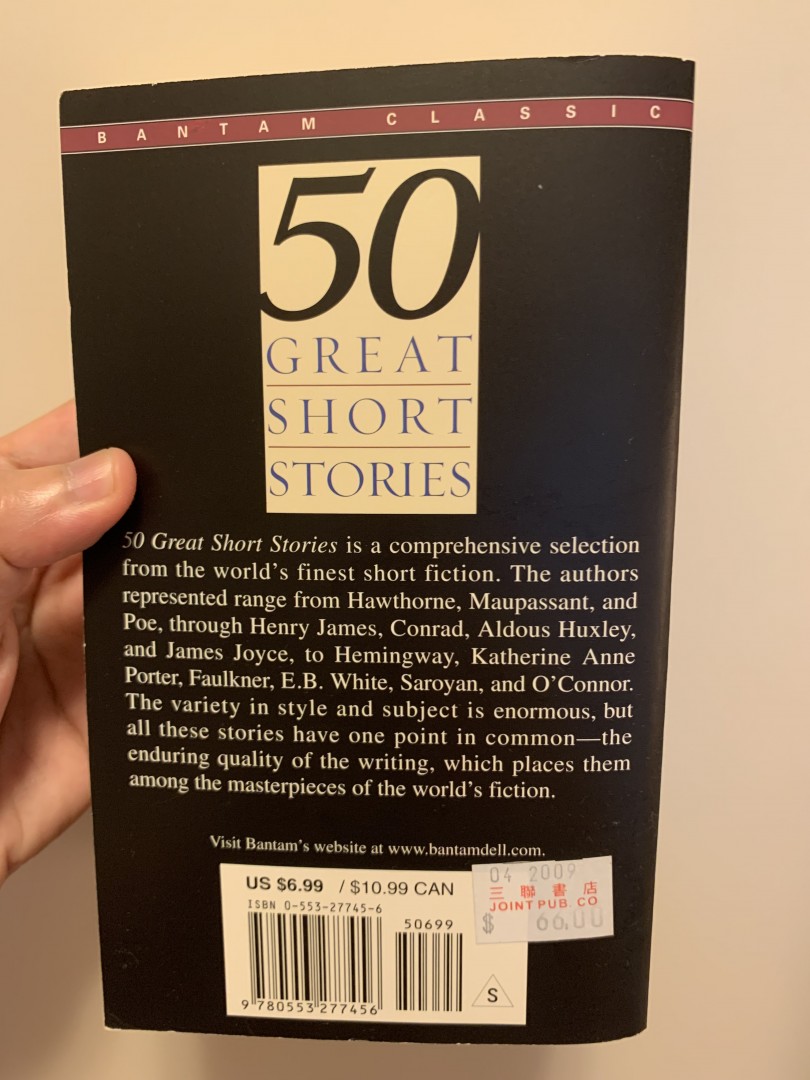 BANTAM CLASSIC
50
GREAT
SHORT
STORIES
50 Great Short Stories is a comprehensive selection
from the world's finest short fiction. The authors
represented range from Hawthorne, Maupassant, and
Poe, through Henry James, Conrad, Aldous Huxley,
and James Joyce, to Hemingway, Katherine Anne
Porter, Faulkner, E.B. White, Saroyan, and O'Connor.
The variety in style and subject is enormous, but
all these stories have one point in common—the
enduring quality of the writing, which places them
among the masterpieces of the world's fiction.
Visit Bantam's website at www.bantamdell.com.
US $6.99 / $10.99 CAN
ISBN 0-553-27745-6
50699
9 780553 277456
S
04 2009
三聯書店
JOINT PUB. CO
$ 66.00